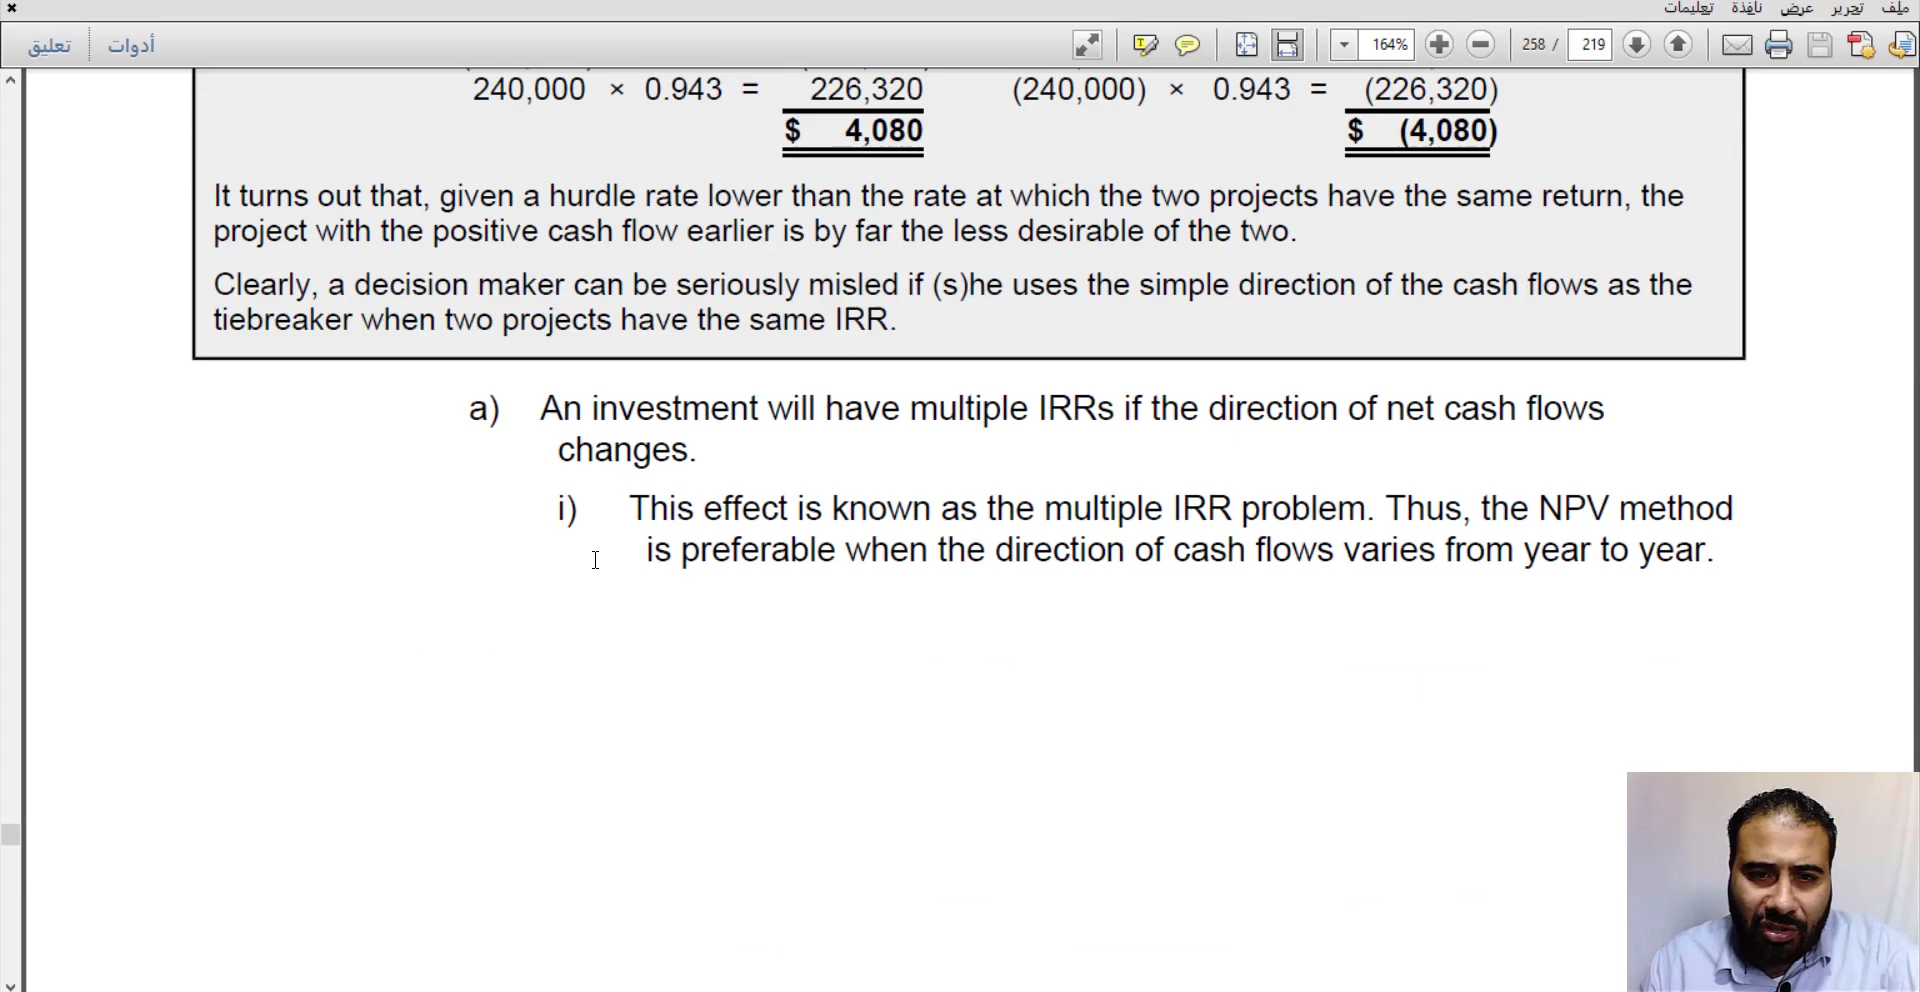 ملف تحرير عرض نافذة تعليمات
258 / 219 164%
أدوات تعليق
240,000 × 0.943 = 226,320 (240,000) × 0.943 = (226,320)
$ 4,080 $ (4,080)
It turns out that, given a hurdle rate lower than the rate at which the two projects have the same return, the
project with the positive cash flow earlier is by far the less desirable of the two.
Clearly, a decision maker can be seriously misled if (s)he uses the simple direction of the cash flows as the
tiebreaker when two projects have the same IRR.
a) An investment will have multiple IRRs if the direction of net cash flows
changes.
i) This effect is known as the multiple IRR problem. Thus, the NPV method
is preferable when the direction of cash flows varies from year to year.